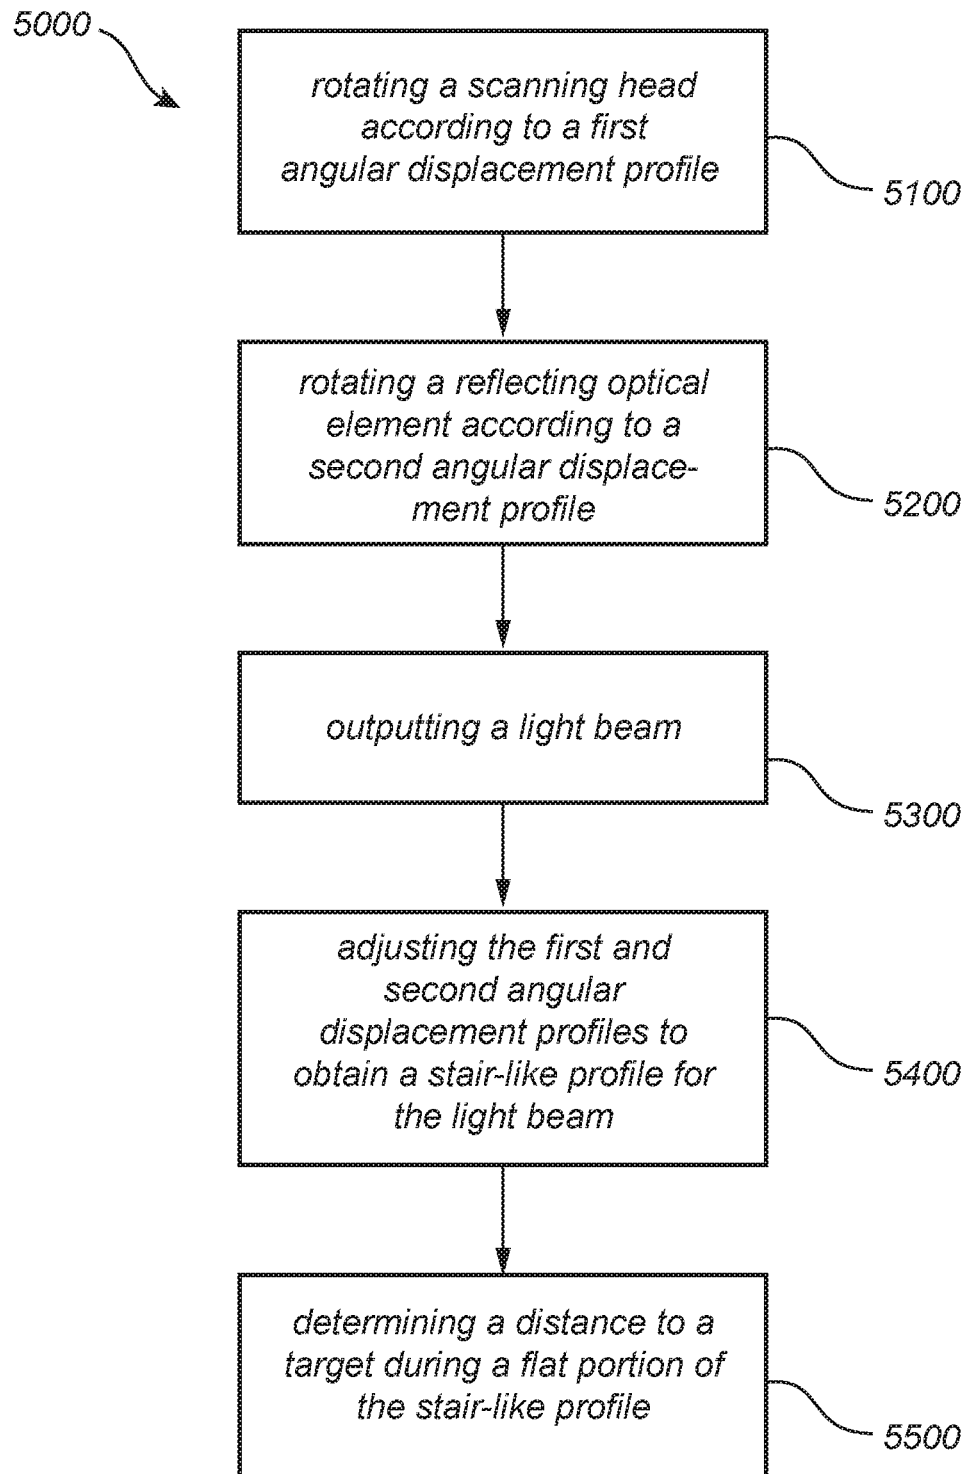 5000
rotating a scanning head
according to a first
angular displacement profile
5100
rotating a reflecting optical
element according to a
second angular displace-
ment profile
5200
outputting a light beam
5300
adjusting the first and
second angular
displacement profiles to
obtain a stair-like profile for
the light beam
5400
determining a distance to a
target during a flat portion of
the stair-like profile
5500